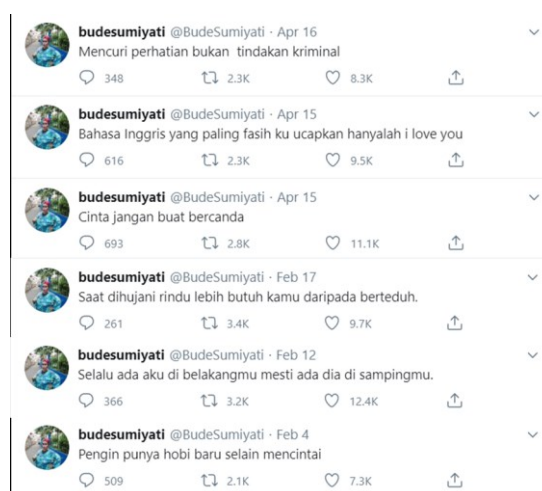 budesumiyati @BudeSumiyati · Apr 16
Mencuri perhatian bukan tindakan kriminal
348 2.3K 8.3K
budesumiyati @BudeSumiyati · Apr 15
Bahasa Inggris yang paling fasih ku ucapkan hanyalah i love you
616 2.3K 9.5K
budesumiyati @BudeSumiyati · Apr 15
Cinta jangan buat bercanda
693 2.8K 11.1K
budesumiyati @BudeSumiyati · Feb 17
Saat dihujani rindu lebih butuh kamu daripada berteduh.
261 3.4K 9.7K
budesumiyati @BudeSumiyati · Feb 12
Selalu ada aku di belakangmu mesti ada dia di sampingmu.
366 3.2K 12.4K
budesumiyati @BudeSumiyati · Feb 4
Pengin punya hobi baru selain mencintai
509 2.1K 7.3K